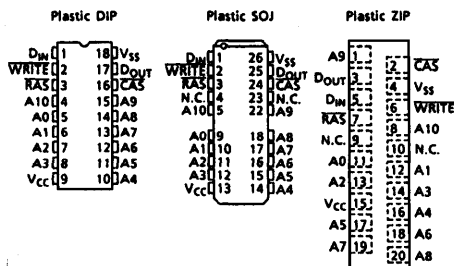 Plastic DIP
DIN 1 18 VSS
WRITE 2 17 DOUT
RAS 3 16 CAS
A10 4 15 A9
A0 5 14 A8
A1 6 13 A7
A2 7 12 A6
A3 8 11 A5
VCC 9 10 A4
Plastic SOJ
DIN 1 26 VSS
WRITE 2 25 DOUT
RAS 3 24 CAS
N.C. 4 23 N.C.
A10 5 22 A9
A0 9 18 A8
A1 10 17 A7
A2 11 16 A6
A3 12 15 A5
VCC 13 14 A4
Plastic ZIP
A9 1
2 CAS
DOUT 3
4 VSS
DIN 5
6 WRITE
RAS 7
8 A10
N.C. 9
10 N.C.
A0 11
12 A1
A2 13
14 A3
VCC 15
16 A4
A5 17
18 A6
A7 19
20 A8